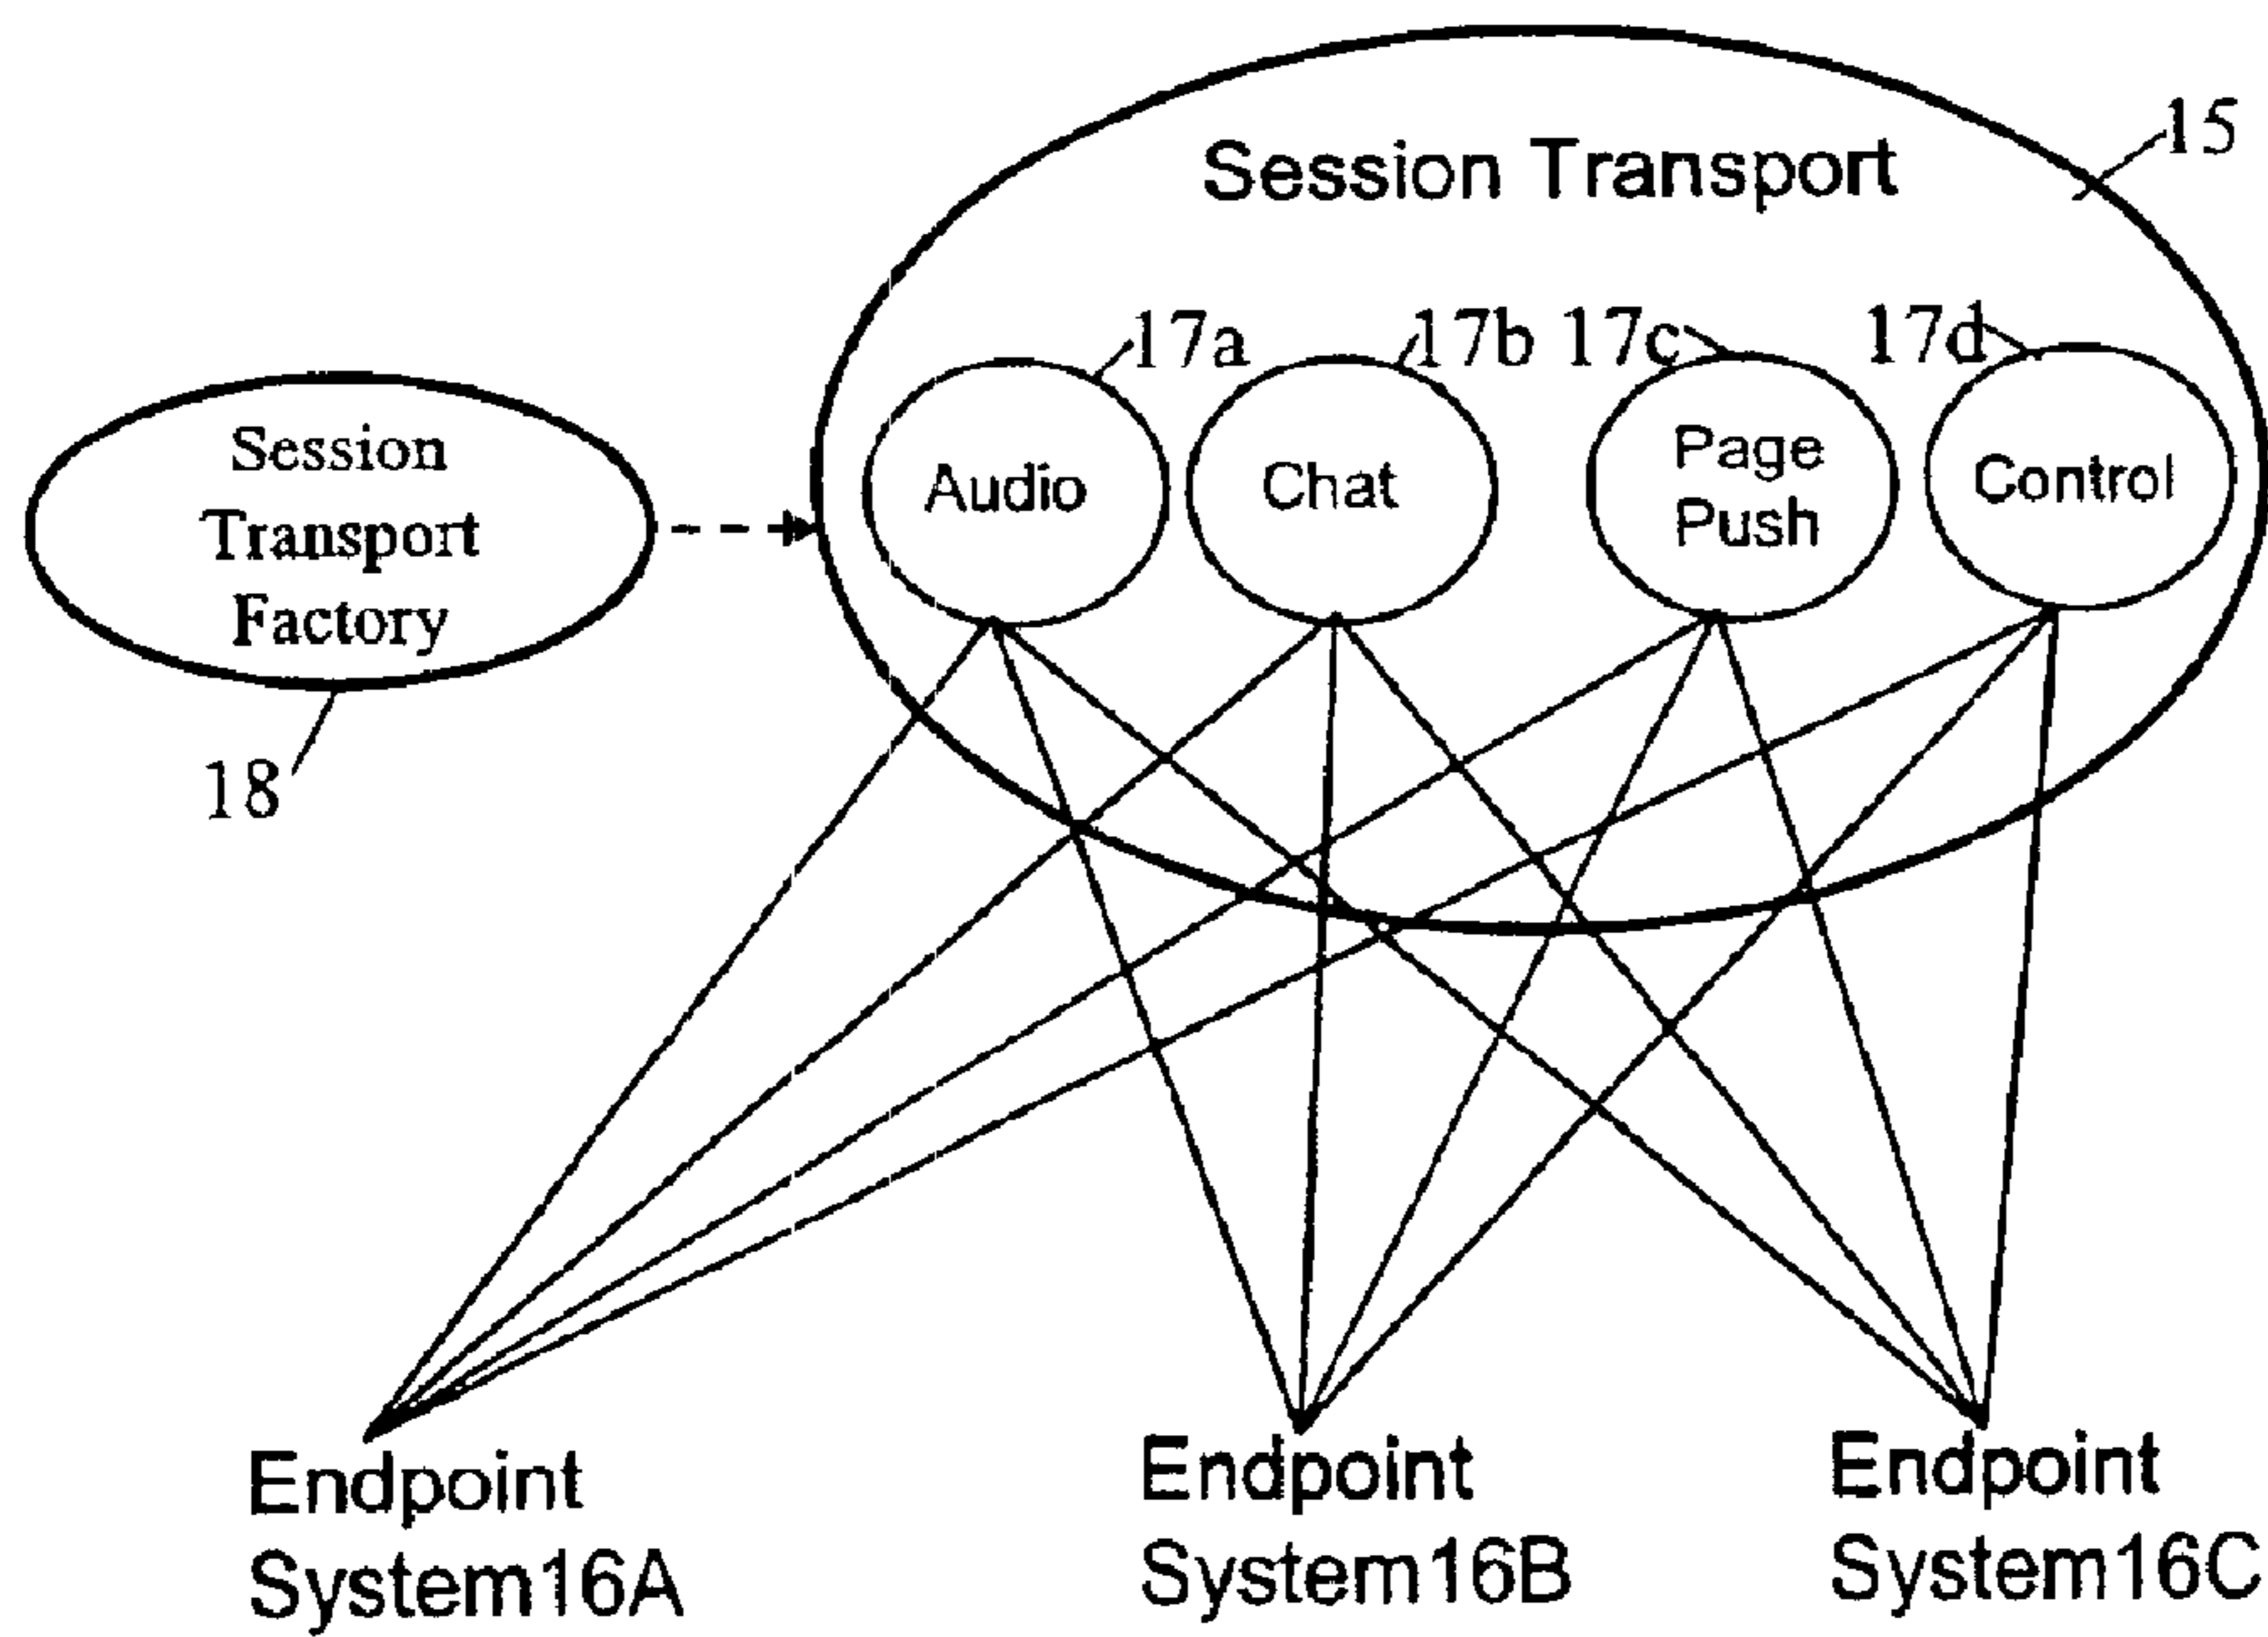 15
Session Transport
17a
17b
17c
17d
Session
Transport
Factory
Audio
Chat
Page
Push
Control
18
Endpoint
System16A
Endpoint
System16B
Endpoint
System16C